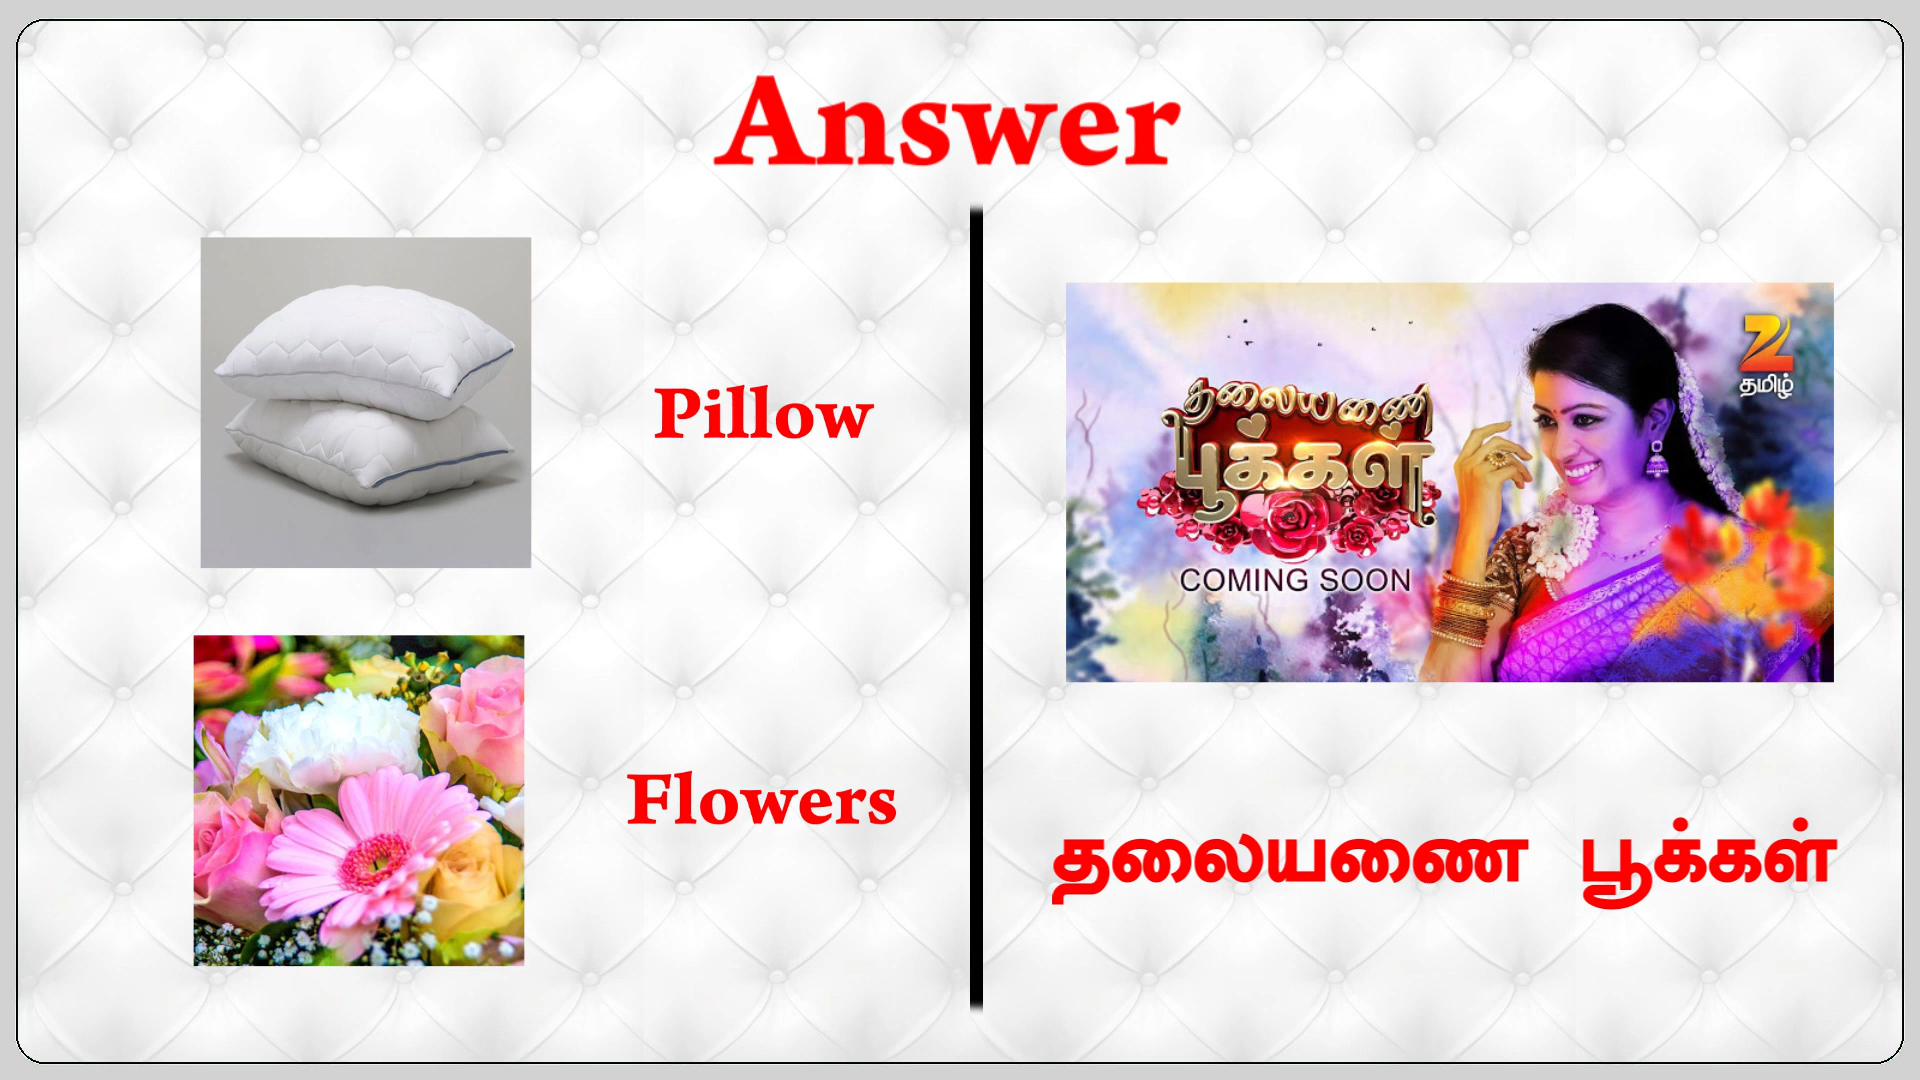 Answer
Pillow
Flowers
தலையணை
பூக்கள்
COMING SOON
தமிழ்
தலையணை பூக்கள்